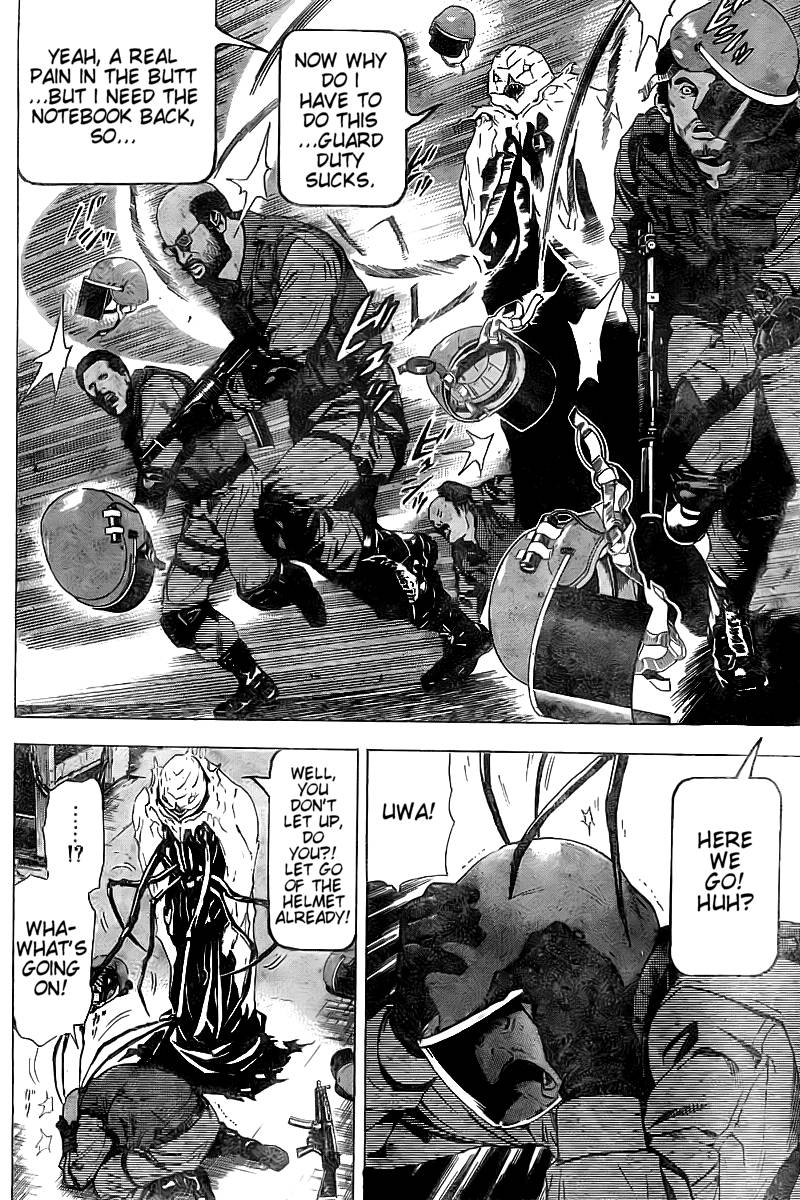 NOW WHY
DO I
HAVE TO
DO THIS
...GUARD
DUTY
SUCKS.
YEAH, A REAL
PAIN IN THE BUTT
...BUT I NEED THE
NOTEBOOK BACK,
SO...
HERE
WE
GO!
HUH?
UWA!
WELL,
YOU
DON'T
LET UP,
DO
YOU?!
LET GO
OF THE
HELMET
ALREADY!
......
!?
WHA-
WHAT'S
GOING
ON!